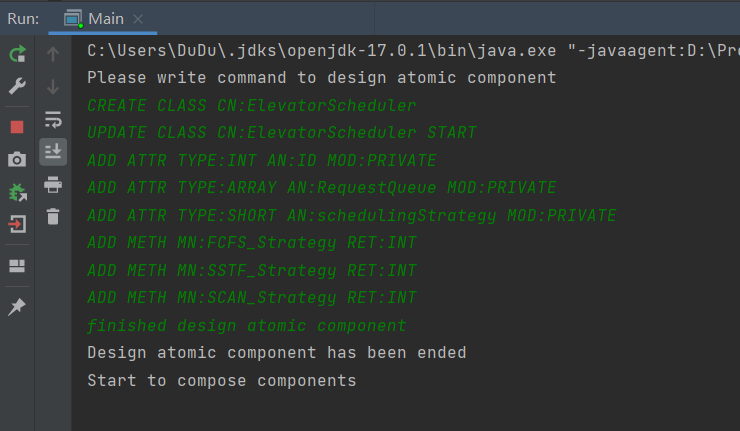 Run: Main
C:\Users\DuDu\.jdks\openjdk-17.0.1\bin\java.exe "-javaagent:D:\Pro
Please write command to design atomic component
CREATE CLASS CN:ElevatorScheduler
UPDATE CLASS CN:ElevatorScheduler START
ADD ATTR TYPE:INT AN:ID MOD:PRIVATE
ADD ATTR TYPE:ARRAY AN:RequestQueue MOD:PRIVATE
ADD ATTR TYPE:SHORT AN:schedulingStrategy MOD:PRIVATE
ADD METH MN:FCFS_Strategy RET:INT
ADD METH MN:SSTF_Strategy RET:INT
ADD METH MN:SCAN_Strategy RET:INT
finished design atomic component
Design atomic component has been ended
Start to compose components